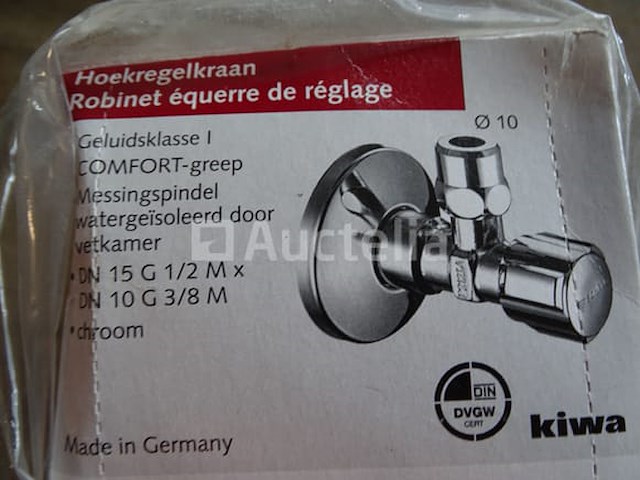 Hoekregelkraan
Robinet équerre de réglage
Ø 10
Geluidsklasse I
COMFORT-greep
Messingspindel
watergeïsoleerd door
vetkamer
• DN 15 G 1/2 M x
DN 10 G 3/8 M
• chroom
Auctelia
DIN
DVGW
CERT
kiwa
Made in Germany